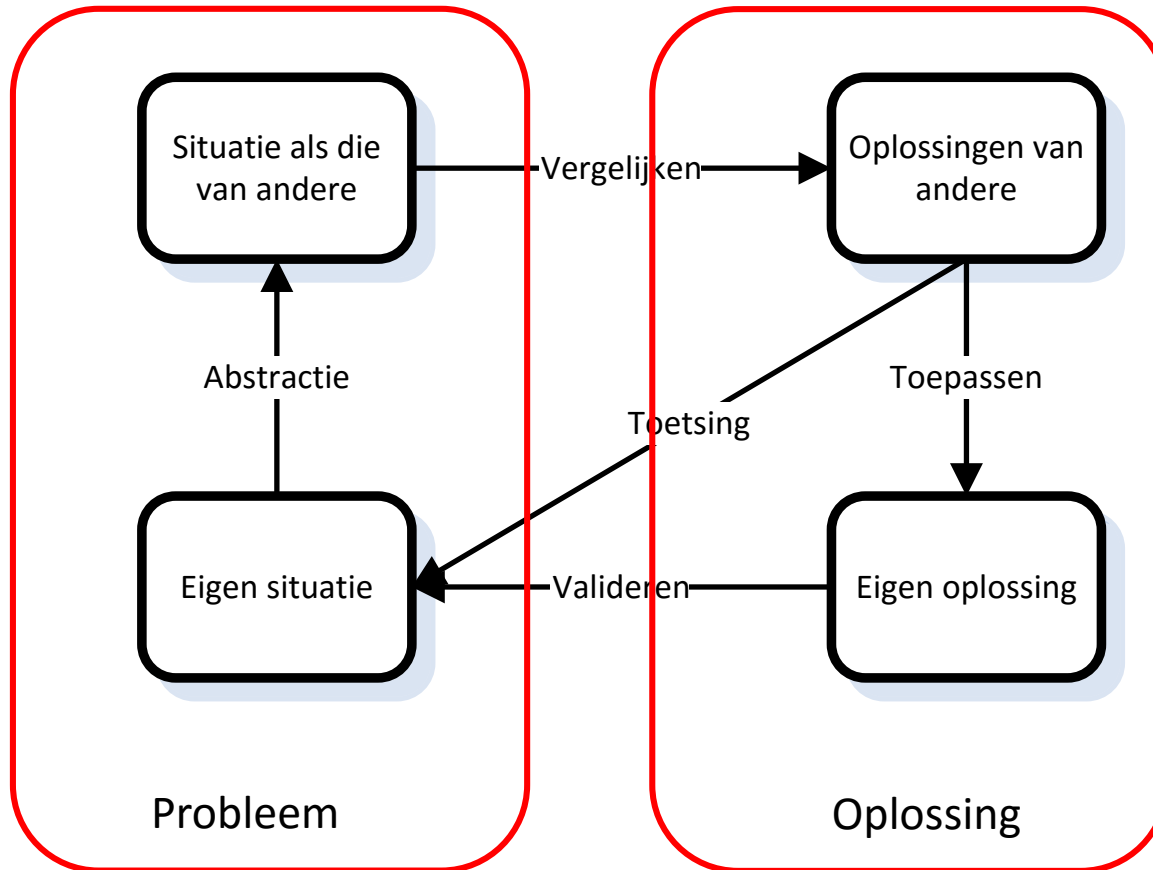 Situatie als die
van andere
Vergelijken
Oplossingen van
andere
Abstractie
Toepassen
Toetsing
Eigen situatie
Valideren
Eigen oplossing
Probleem
Oplossing